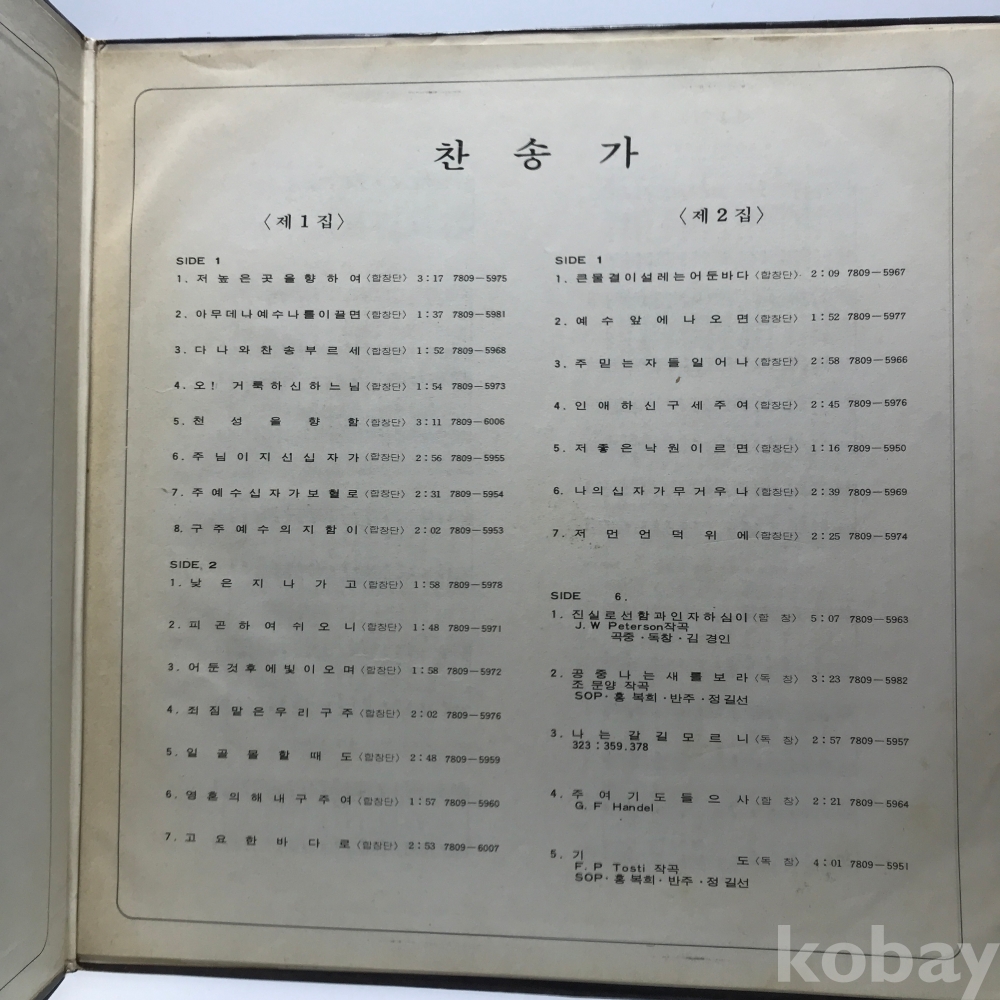 찬 송 가
〈제1집〉
SIDE 1
1. 저 높 은 곳 을 향 하 여 〈합창단〉 3:17 7809-5975
2. 아무데나예수나를이끌면 〈합창단〉 1:37 7809-5981
3. 다 나 와 찬 송 부 르 세 〈합창단〉 1:52 7809-5968
4. 오! 거 룩 하 신 하 느 님 〈합창단〉 1:54 7809-5973
5. 천 성 을 향 함 〈합창단〉 3:11 7809-6006
6. 주 님 이 지 신 십 자 가 〈합창단〉 2:56 7809-5955
7. 주 예 수 십 자 가 보 혈 로 〈합창단〉 2:31 7809-5954
8. 구 주 예 수 의 지 함 이 〈합창단〉 2:02 7809-5953
SIDE, 2
1. 낮 은 지 나 가 고 〈합창단〉 1:58 7809-5978
2. 피 곤 하 여 쉬 오 니 〈합창단〉 1:48 7809-5971
3. 어 둔 것 후 에 빛 이 오 며 〈합창단〉 1:58 7809-5972
4. 죄 짐 맡 은 우 리 구 주 〈합창단〉 2:02 7809-5976
5. 일 골 몰 할 때 도 〈합창단〉 2:48 7809-5959
6. 영 혼 의 해 내 구 주 여 〈합창단〉 1:57 7809-5960
7. 고 요 한 바 다 로 〈합창단〉 2:53 7809-6007
〈제2집〉
SIDE 1
1. 큰물결이설레는어둔바다 〈합창단〉 2:09 7809-5967
2. 예 수 앞 에 나 오 면 〈합창단〉 1:52 7809-5977
3. 주 믿 는 자 들 일 어 나 〈합창단〉 2:58 7809-5966
4. 인 애 하 신 구 세 주 여 〈합창단〉 2:45 7809-5976
5. 저 좋 은 낙 원 이 르 면 〈합창단〉 1:16 7809-5950
6. 나 의 십 자 가 무 거 우 나 〈합창단〉 2:39 7809-5969
7. 저 먼 언 덕 위 에 〈합창단〉 2:25 7809-5974
SIDE 6.
1. 진실로선함과인자하심이 〈합 창〉 5:07 7809-5963
J. W Peterson작곡
곡중·독창·김 경인
2. 공 중 나 는 새 를 보 라 〈독 창〉 3:23 7809-5982
조 문양 작곡
SOP·홍 복희·반주·정 길선
3. 나 는 갈 길 모 르 니 〈독 창〉 2:57 7809-5957
323:359.378
4. 주 여 기 도 들 으 사 〈합 창〉 2:21 7809-5964
G. F Handel
5. 기 도 〈독 창〉 4:01 7809-5951
F. P Tosti 작곡
SOP·홍 복희·반주·정 길선
kobay